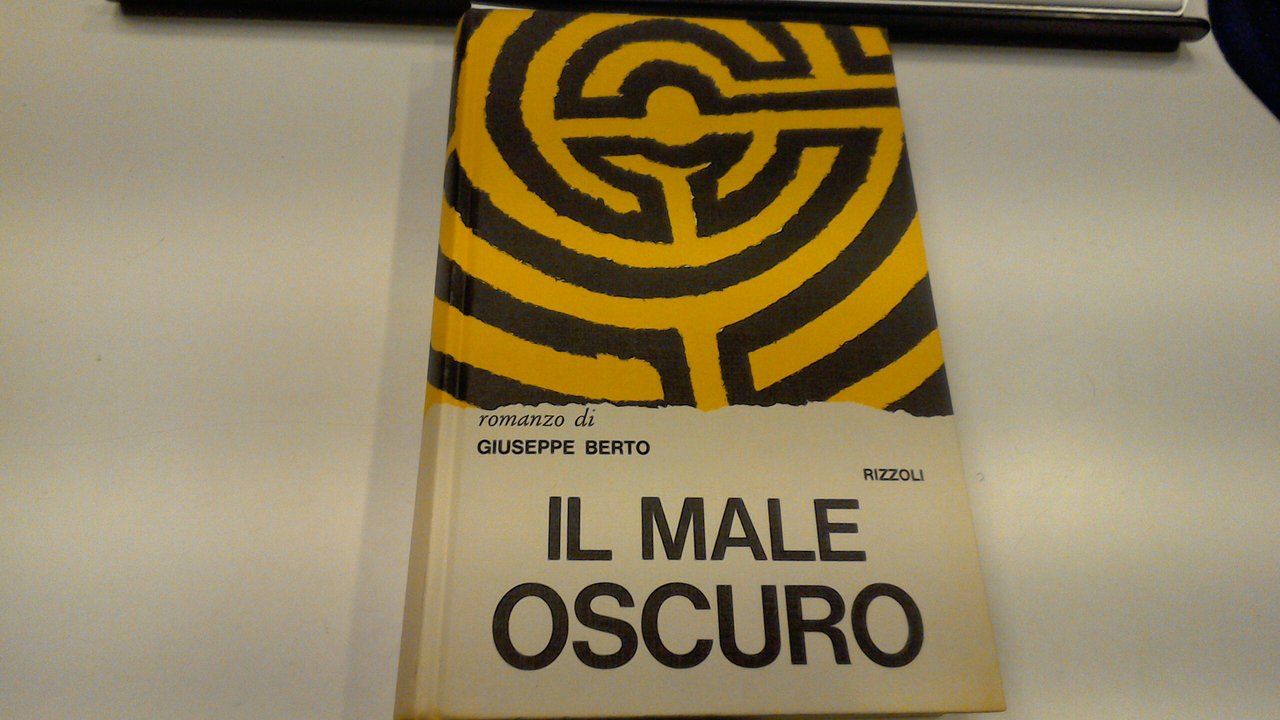 romanzo di
GIUSEPPE BERTO
RIZZOLI
IL MALE
OSCURO